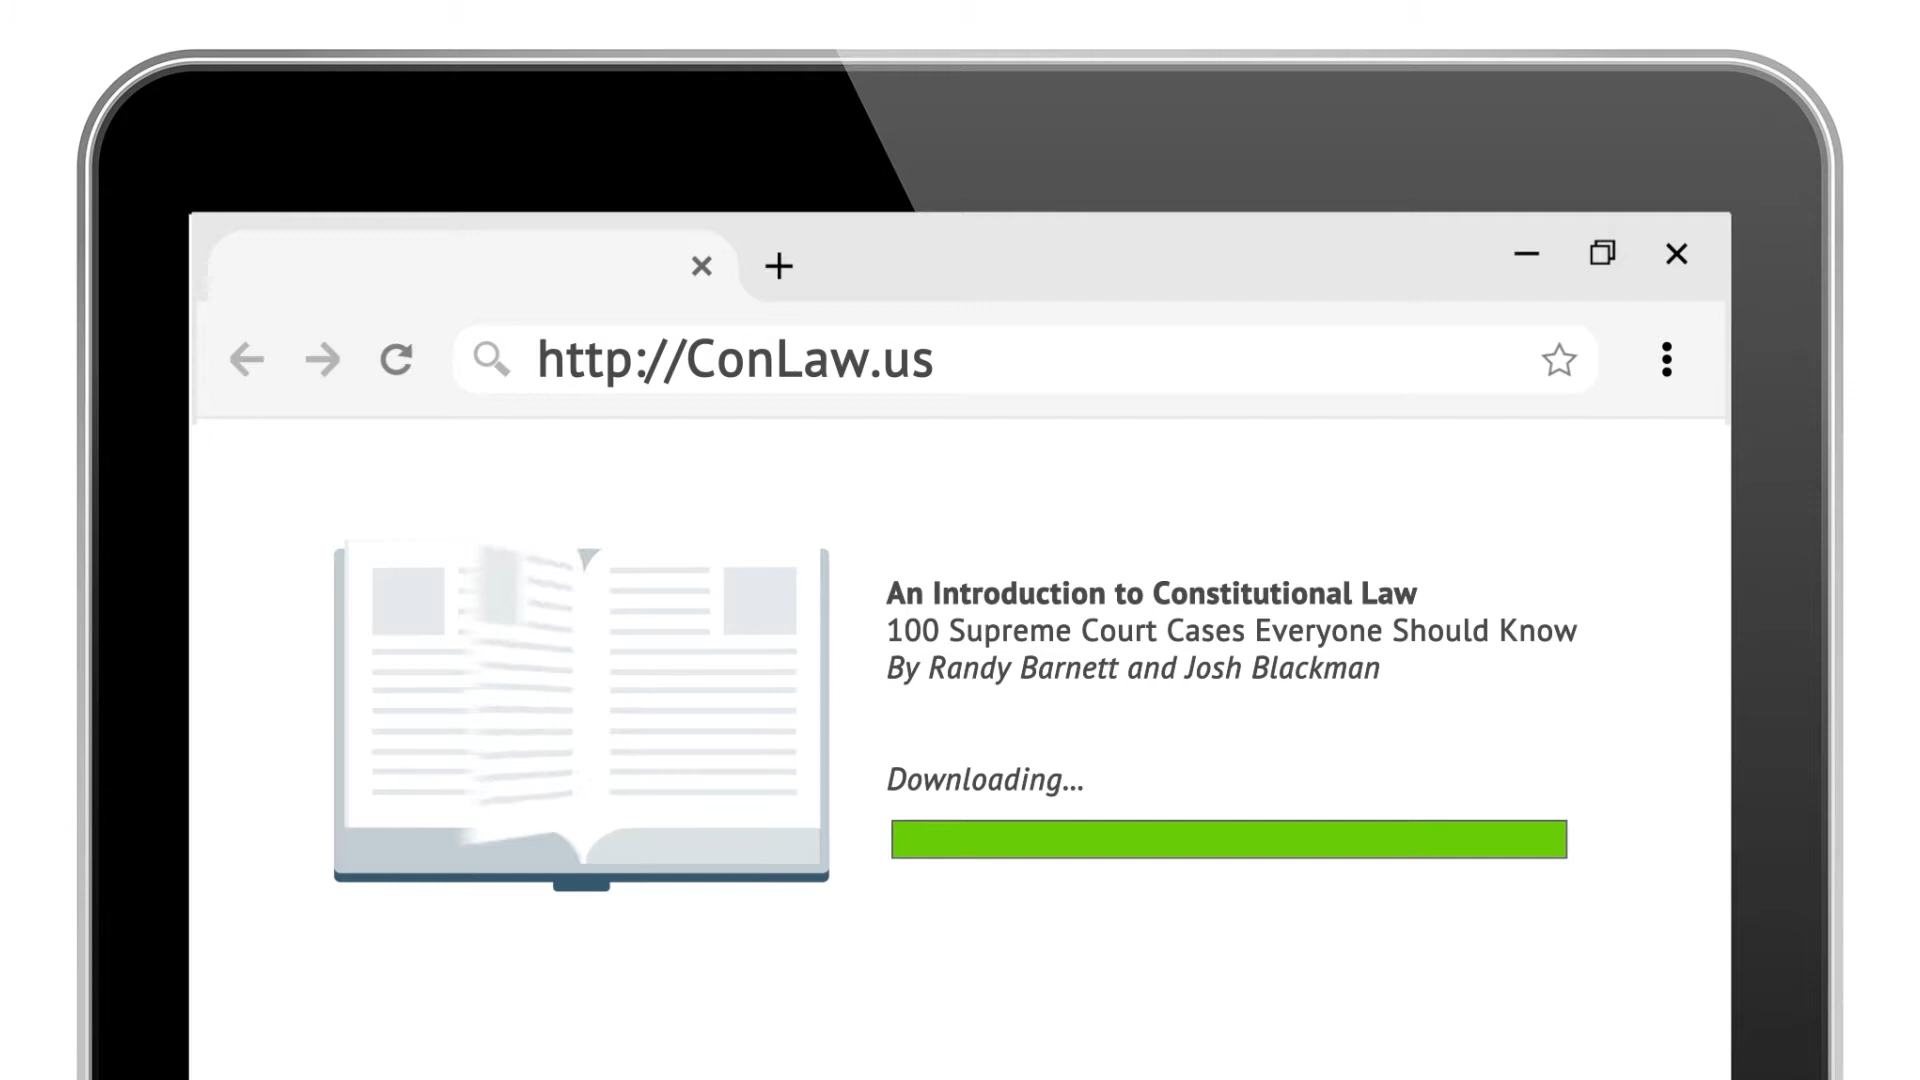 http://ConLaw.us
An Introduction to Constitutional Law
100 Supreme Court Cases Everyone Should Know
By Randy Barnett and Josh Blackman
Downloading...